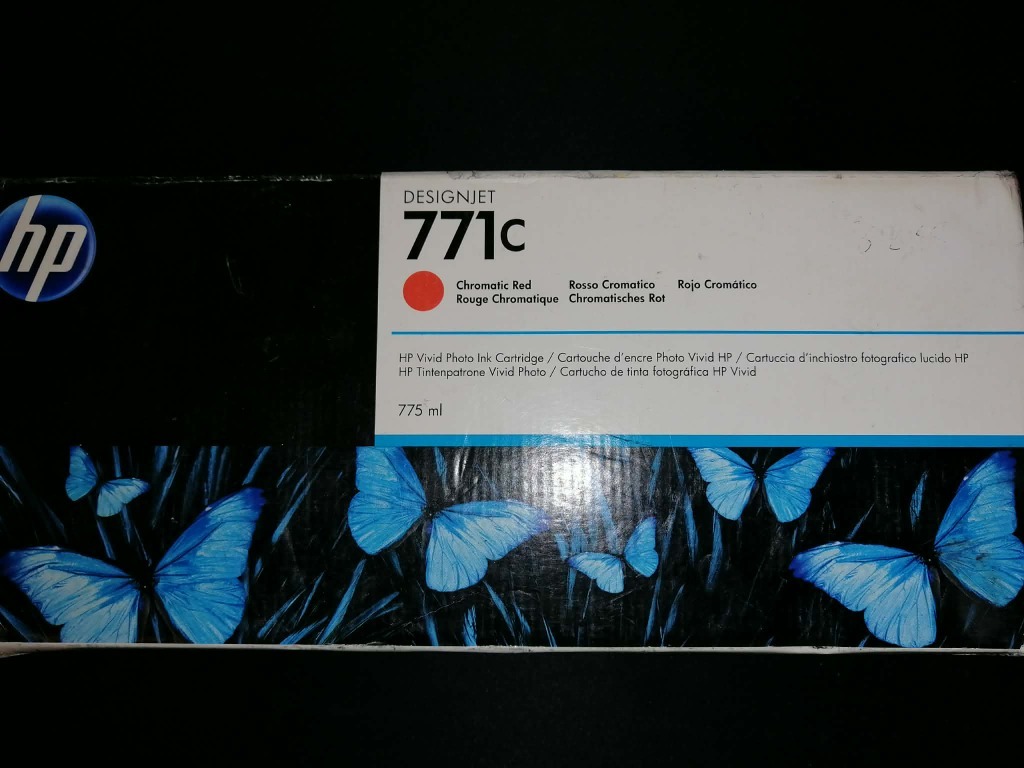 hp
DESIGNJET
771c
Chromatic Red Rosso Cromatico Rojo Cromático
Rouge Chromatique Chromatisches Rot
HP Vivid Photo Ink Cartridge / Cartouche d'encre Photo Vivid HP / Cartuccia d'inchiostro fotografico lucido HP
HP Tintenpatrone Vivid Photo / Cartucho de tinta fotográfica HP Vivid
775 ml